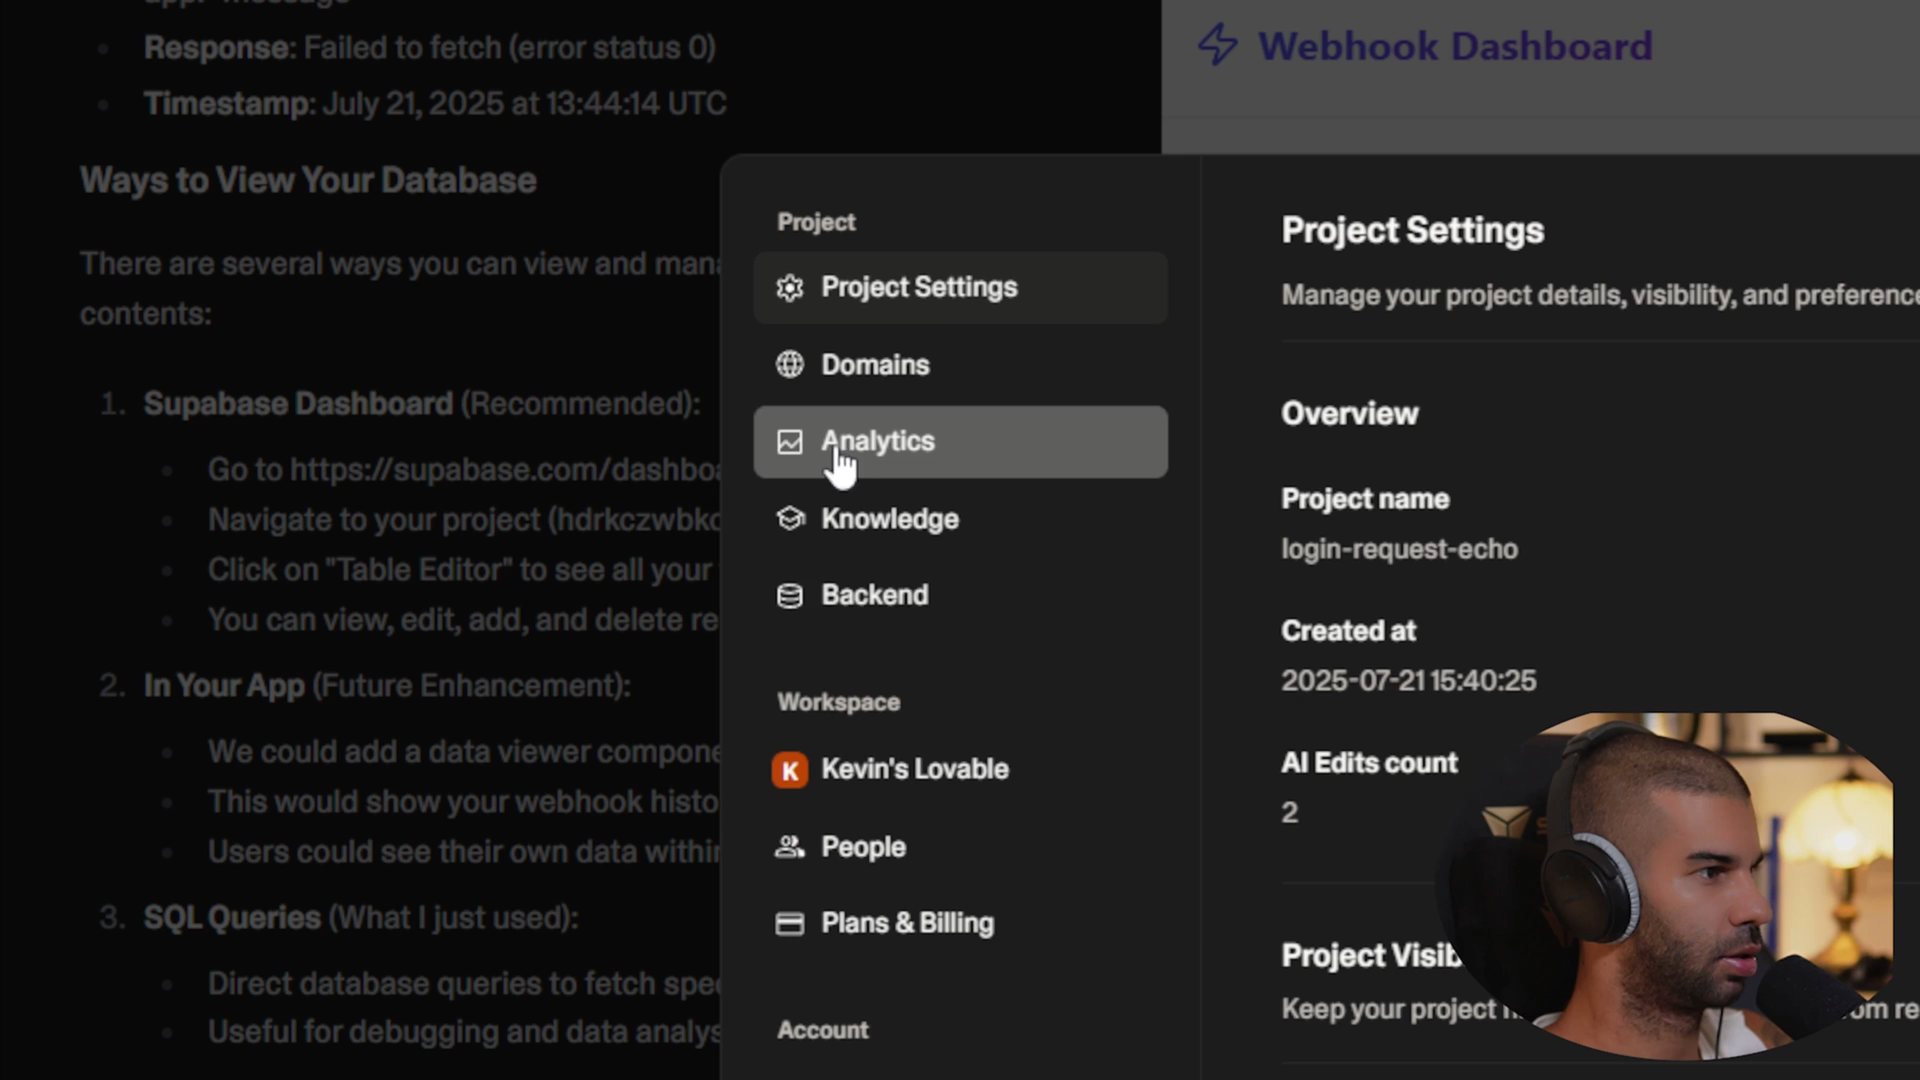 Response: Failed to fetch (error status 0)
Timestamp: July 21, 2025 at 13:44:14 UTC
Ways to View Your Database
There are several ways you can view and
contents:
1. Supabase Dashboard (Recommended):
Go to https://supabase.com/dashboa
Navigate to your project (hdrkczwbk
Click on "Table Editor" to see all your
You can view, edit, add, and delete re
2. In Your App (Future Enhancement):
We could add a data viewer compone
This would show your webhook histo
Users could see their own data within
3. SQL Queries (What I just used):
Direct database queries to fetch spe
Useful for debugging and data analys
Webhook Dashboard
Project
Project Settings
Domains
Analytics
Knowledge
Backend
Workspace
K Kevin's Lovable
People
Plans & Billing
Account
Project Settings
Manage your project details, visibility, and preference
Overview
Project name
login-request-echo
Created at
2025-07-21 15:40:25
AI Edits count
2
Project Visib
Keep your project